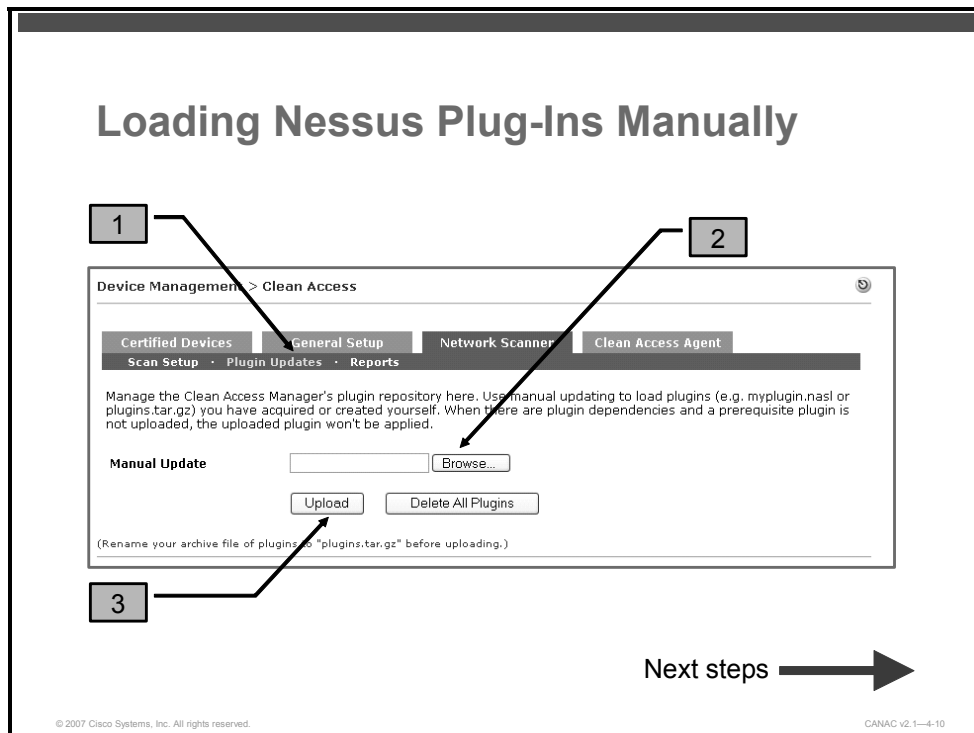 Loading Nessus Plug-Ins Manually
1
2
Device Management > Clean Access
Certified Devices General Setup Network Scanner Clean Access Agent
Scan Setup · Plugin Updates · Reports
Manage the Clean Access Manager's plugin repository here. Use manual updating to load plugins (e.g. myplugin.nasl or
plugins.tar.gz) you have acquired or created yourself. When there are plugin dependencies and a prerequisite plugin is
not uploaded, the uploaded plugin won't be applied.
Manual Update Browse...
Upload Delete All Plugins
(Rename your archive file of plugins to "plugins.tar.gz" before uploading.)
3
Next steps
© 2007 Cisco Systems, Inc. All rights reserved. CANAC v2.1—4-10